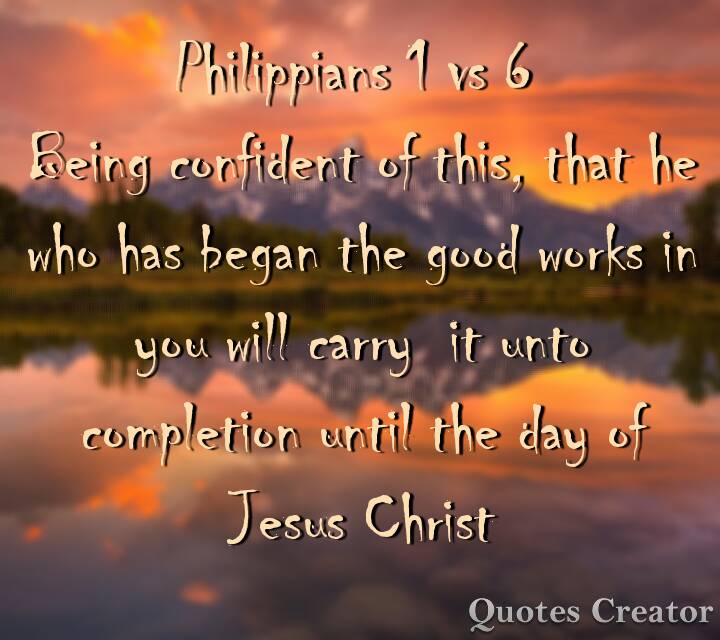 Philippians 1 vs 6
Being confident of this, that he
who has began the good works in
you will carry it unto
completion until the day of
Jesus Christ
Quotes Creator